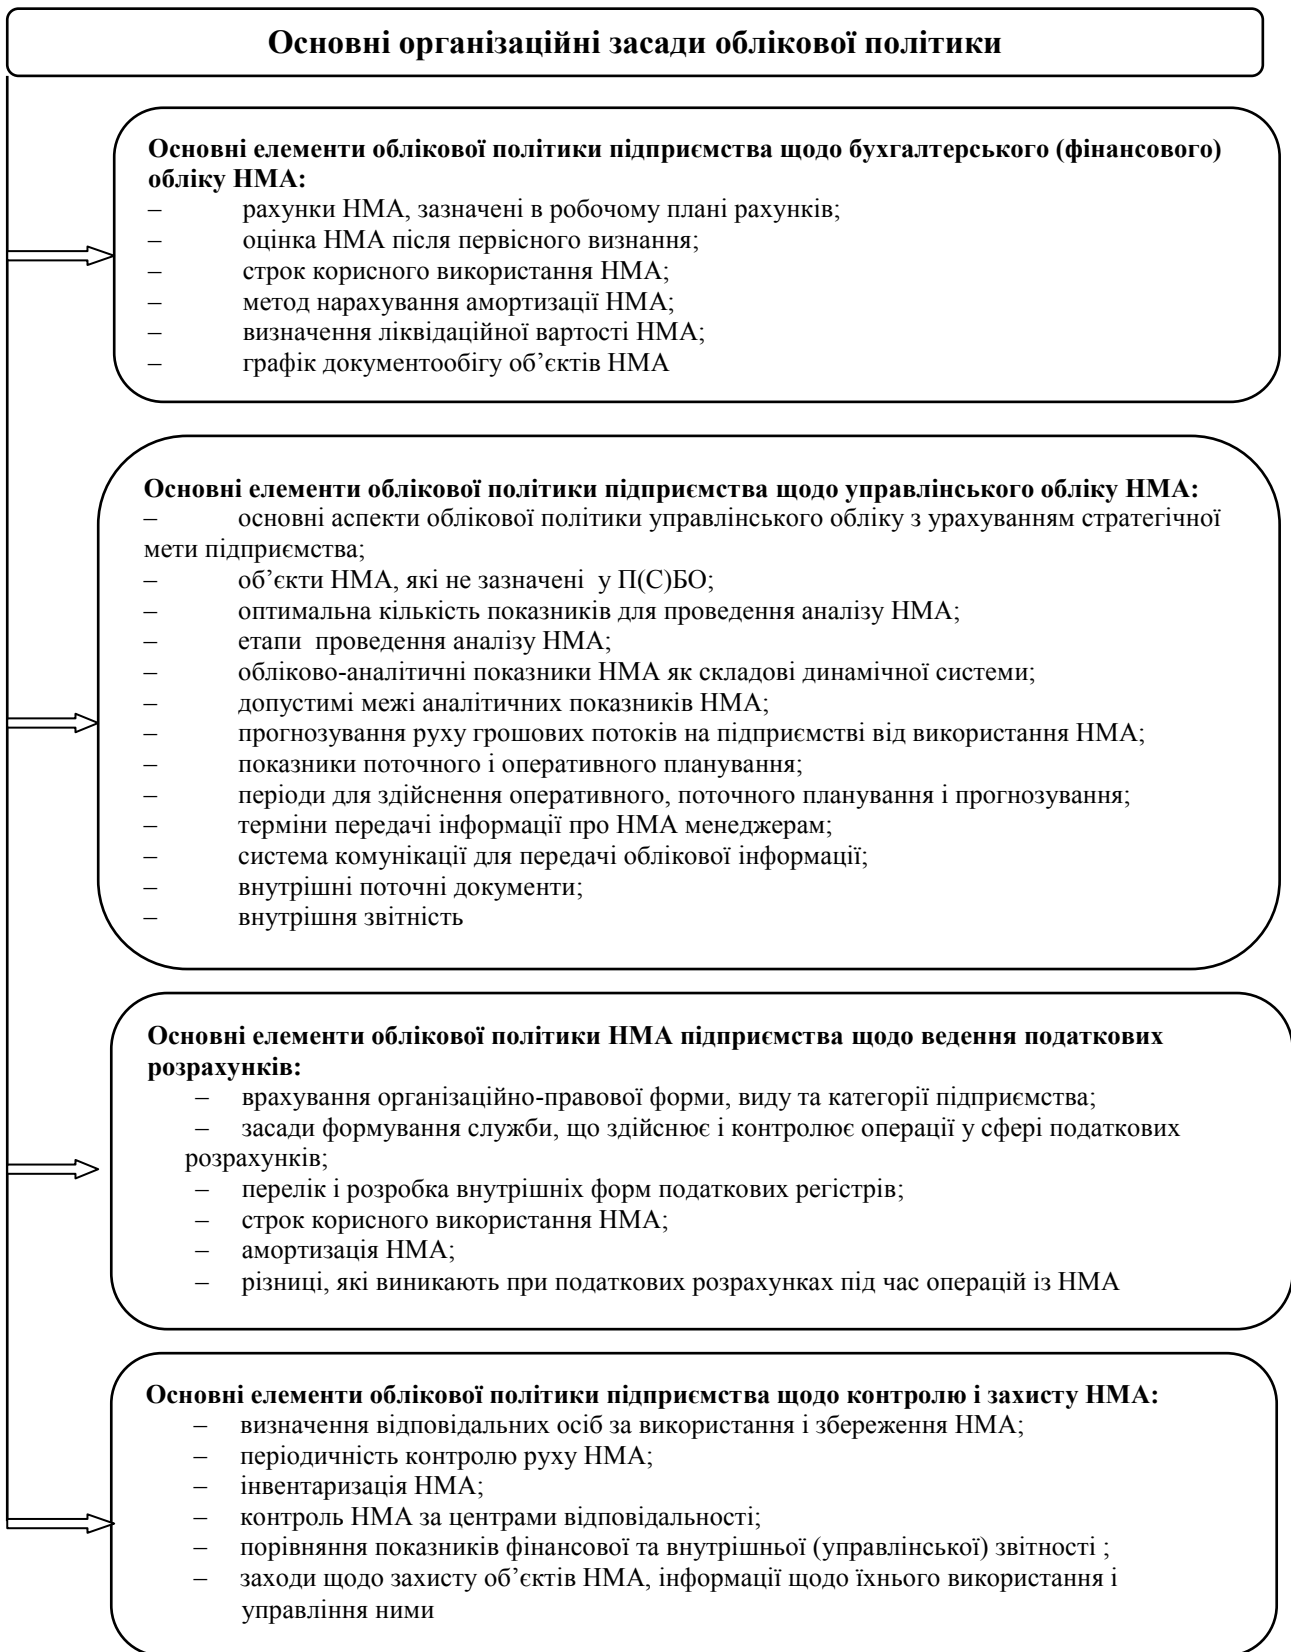 Основні організаційні засади облікової політики
Основні елементи облікової політики підприємства щодо бухгалтерського (фінансового)
обліку НМА:
– рахунки НМА, зазначені в робочому плані рахунків;
– оцінка НМА після первісного визнання;
– строк корисного використання НМА;
– метод нарахування амортизації НМА;
– визначення ліквідаційної вартості НМА;
– графік документообігу об’єктів НМА
Основні елементи облікової політики підприємства щодо управлінського обліку НМА:
– основні аспекти облікової політики управлінського обліку з урахуванням стратегічної
мети підприємства;
– об’єкти НМА, які не зазначені у П(С)БО;
– оптимальна кількість показників для проведення аналізу НМА;
– етапи проведення аналізу НМА;
– обліково-аналітичні показники НМА як складові динамічної системи;
– допустимі межі аналітичних показників НМА;
– прогнозування руху грошових потоків на підприємстві від використання НМА;
– показники поточного і оперативного планування;
– періоди для здійснення оперативного, поточного планування і прогнозування;
– терміни передачі інформації про НМА менеджерам;
– система комунікації для передачі облікової інформації;
– внутрішні поточні документи;
– внутрішня звітність
Основні елементи облікової політики НМА підприємства щодо ведення податкових
розрахунків:
– врахування організаційно-правової форми, виду та категорії підприємства;
– засади формування служби, що здійснює і контролює операції у сфері податкових
розрахунків;
– перелік і розробка внутрішніх форм податкових регістрів;
– строк корисного використання НМА;
– амортизація НМА;
– різниці, які виникають при податкових розрахунках під час операцій із НМА
Основні елементи облікової політики підприємства щодо контролю і захисту НМА:
– визначення відповідальних осіб за використання і збереження НМА;
– періодичність контролю руху НМА;
– інвентаризація НМА;
– контроль НМА за центрами відповідальності;
– порівняння показників фінансової та внутрішньої (управлінської) звітності ;
– заходи щодо захисту об’єктів НМА, інформації щодо їхнього використання і
управління ними